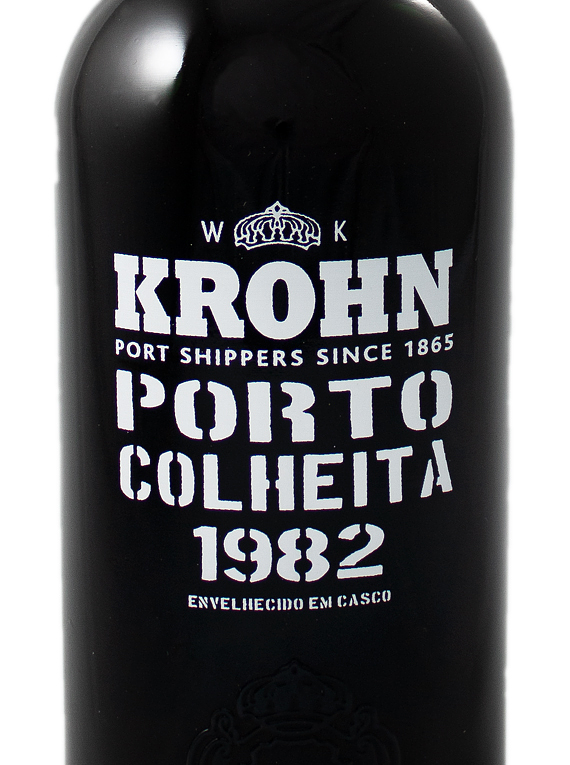 W K
KROHN
PORT SHIPPERS SINCE 1865
PORTO
COLHEITA
1982
ENVELHECIDO EM CASCO